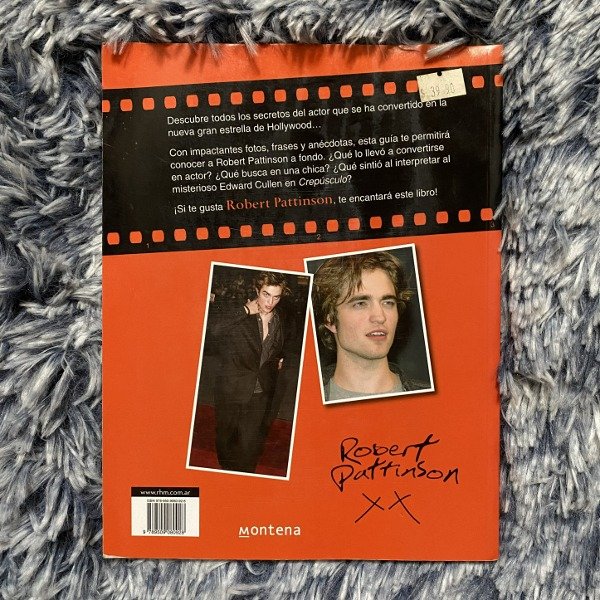 $ 39.90
Descubre todos los secretos del actor que se ha convertido en la
nueva gran estrella de Hollywood…
Con impactantes fotos, frases y anécdotas, esta guía te permitirá
conocer a Robert Pattinson a fondo. ¿Qué lo llevó a convertirse
en actor? ¿Qué busca en una chica? ¿Qué sintió al interpretar al
misterioso Edward Cullen en Crepúsculo?
¡Si te gusta Robert Pattinson, te encantará este libro!
1
2
Robert
Pattinson
XX
www.rhm.com.ar
Montena